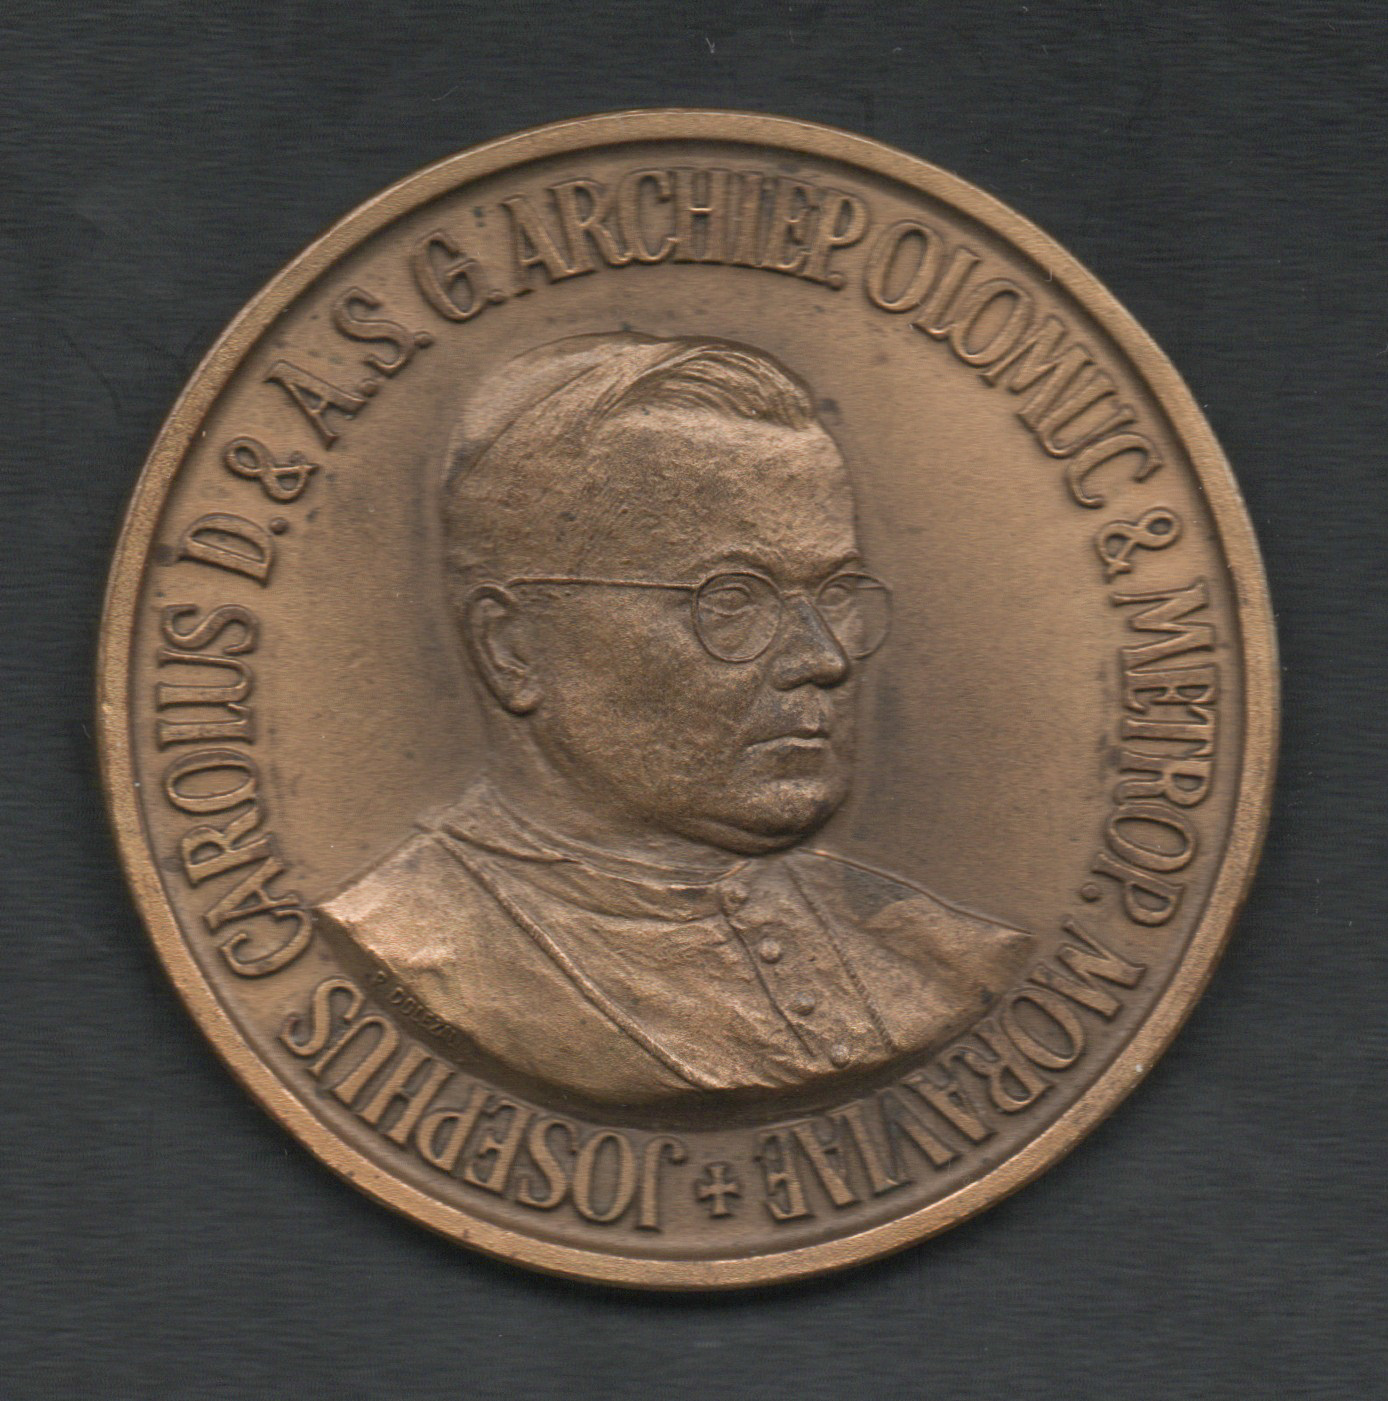 JOSEPHUS CAROLUS D. & A. S. G. ARCHIEP. OLOMUC & METROP. MORAVIAE